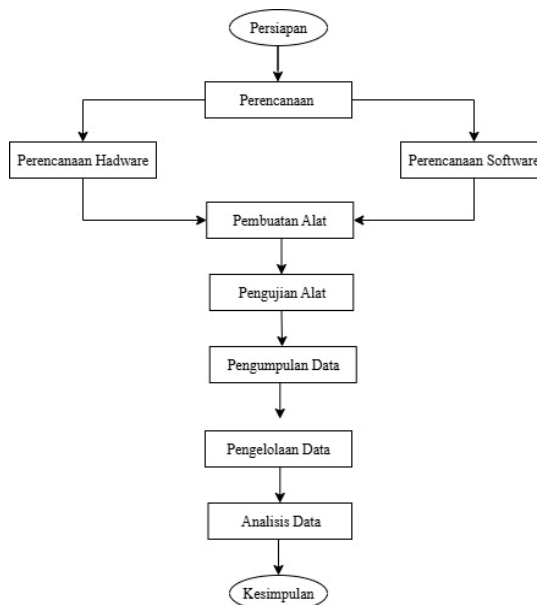 Persiapan
Perencanaan
Perencanaan Hadware
Perencanaan Software
Pembuatan Alat
Pengujian Alat
Pengumpulan Data
Pengelolaan Data
Analisis Data
Kesimpulan